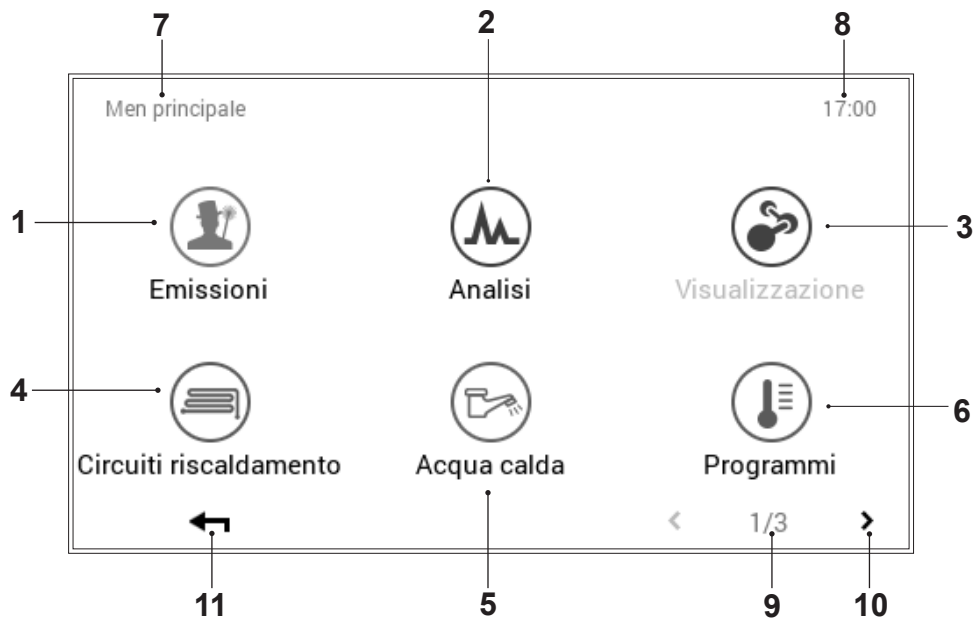 7 2 8
Men principale 17:00
1 3
Emissioni Analisi Visualizzazione
4 6
Circuiti riscaldamento Acqua calda Programmi
< 1/3 >
11 5 9 10